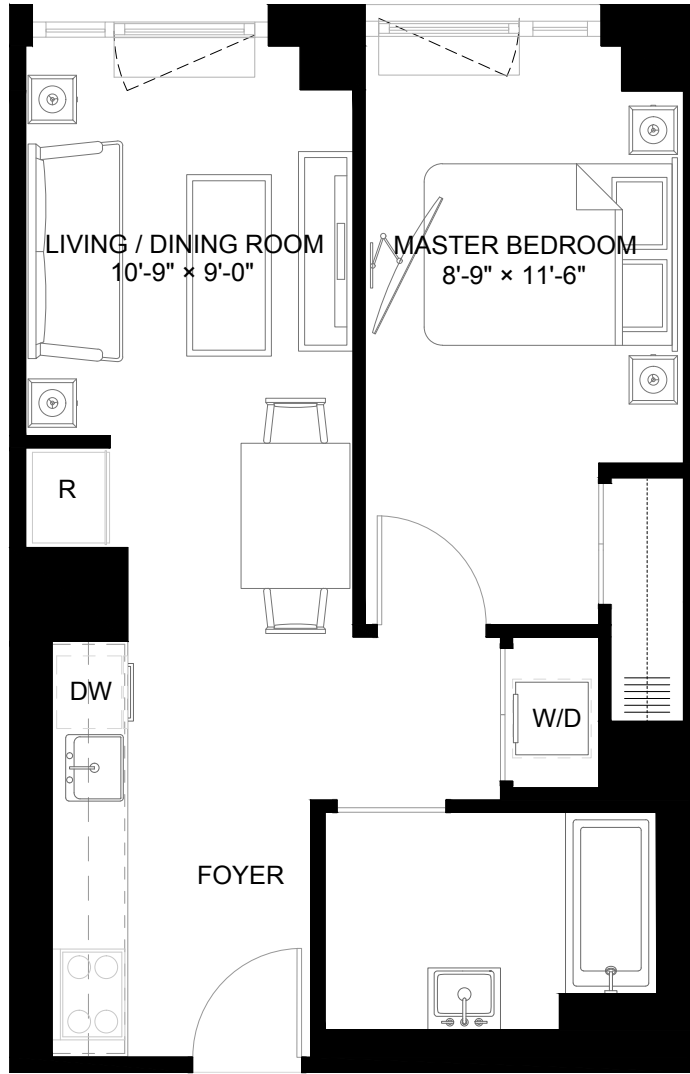 LIVING / DINING ROOM
10'-9" × 9'-0"
MASTER BEDROOM
8'-9" × 11'-6"
R
DW
W/D
FOYER